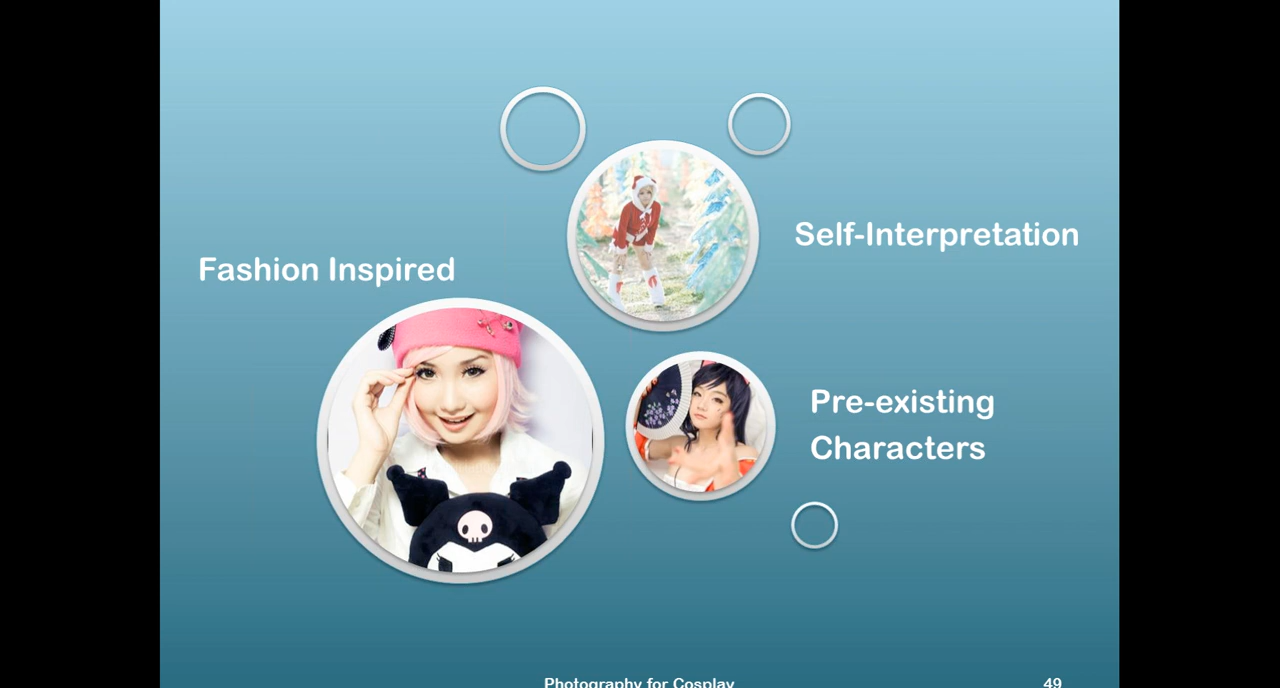 Self-Interpretation
Fashion Inspired
Pre-existing
Characters
Photography for Cosplay
49